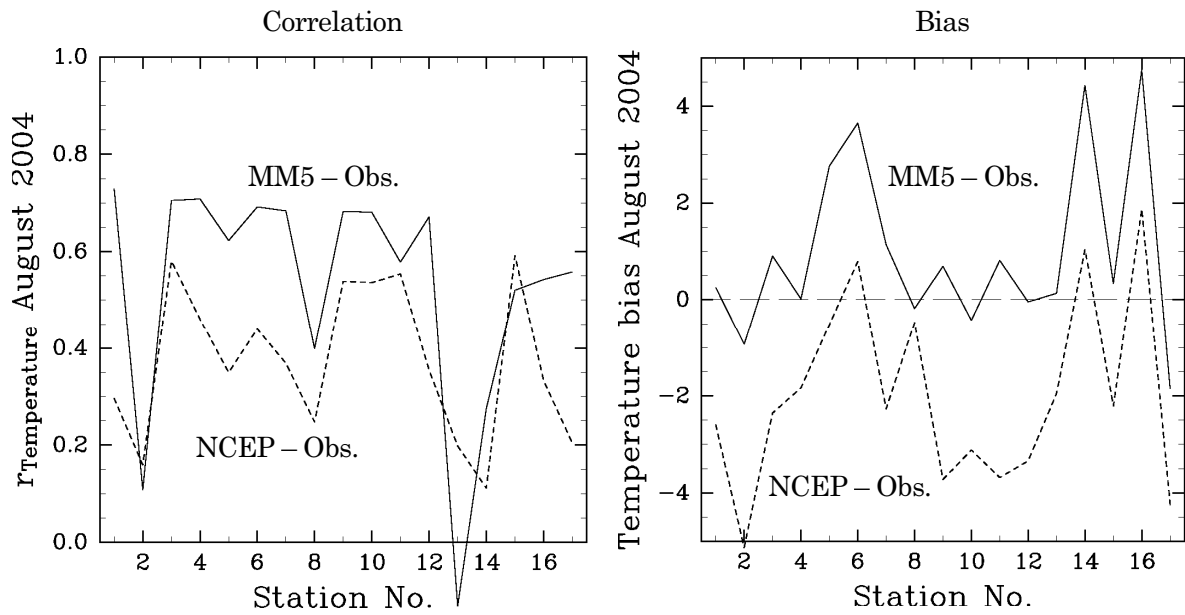 Correlation
1.0
0.8
0.6
0.4
0.2
0.0
rTemperature August 2004
MM5 – Obs.
NCEP – Obs.
2 4 6 8 10 12 14 16
Station No.
Bias
4
2
0
−2
−4
Temperature bias August 2004
MM5 – Obs.
NCEP – Obs.
2 4 6 8 10 12 14 16
Station No.